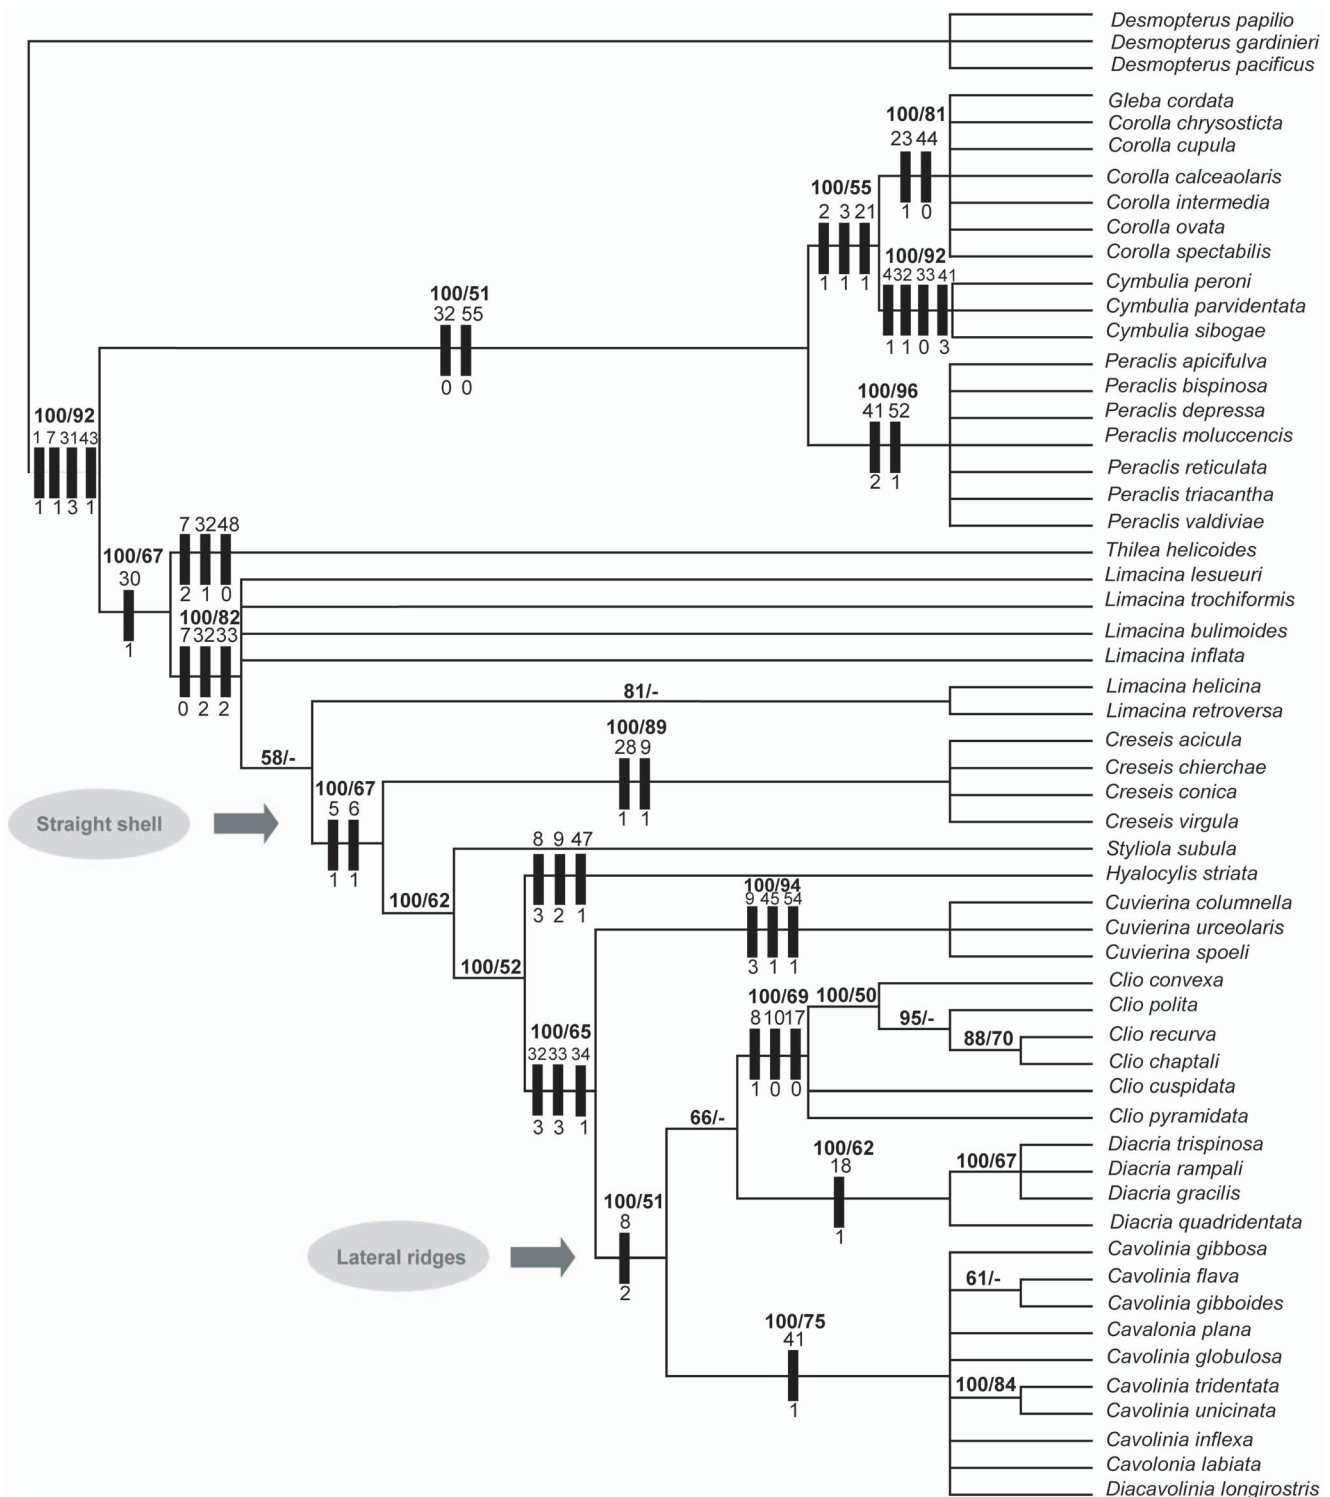 Desmopterus papilio
Desmopterus gardinieri
Desmopterus pacificus
Gleba cordata
100/81
Corolla chrysosticta
23 44
Corolla cupula
Corolla calceaolaris
100/55
Corolla intermedia
2 3 21
1 0
Corolla ovata
Corolla spectabilis
100/92
4 32 33 41
Cymbulia peroni
1 1 1
100/51
Cymbulia parvidentata
32 55
Cymbulia sibogae
1 1 0 3
Peraclis apicifulva
0 0
Peraclis bispinosa
100/96
41 52
Peraclis depressa
100/92
Peraclis moluccencis
1 7 31 43
Peraclis reticulata
2 1
Peraclis triacantha
1 1 3 1
Peraclis valdiviae
7 32 48
Thilea helicoides
100/67
30
Limacina lesueuri
2 1 0
Limacina trochiformis
100/82
7 32 33
Limacina bulimoides
1
Limacina inflata
Limacina helicina
81/-
0 2 2
Limacina retroversa
100/89
Creseis acicula
28 9
58/-
Creseis chierchae
100/67
Creseis conica
5 6
1 1
Creseis virgula
Straight shell
8 9 47
Styliola subula
Hyalocylis striata
1 1
100/94
9 45 54
100/62
Cuvierina columnella
3 2 1
Cuvierina urceolaris
Cuvierina spoeli
100/52
3 1 1
Clio convexa
100/69
100/50
Clio polita
8 10 17
95/-
100/65
Clio recurva
88/70
32 33 34
Clio chaptali
1 0 0
Clio cuspidata
66/-
Clio pyramidata
3 3 1
Diacria trispinosa
100/62
100/67
18
Diacria rampali
Diacria gracilis
100/51
8
Diacria quadridentata
1
Cavolinia gibbosa
Lateral ridges
Cavolinia flava
61/-
2
Cavolinia gibboides
100/75
41
Cavalonia plana
Cavolinia globulosa
100/84
Cavolinia tridentata
1
Cavolinia unicinata
Cavolinia inflexa
Cavolonia labiata
Diacavolinia longirostris